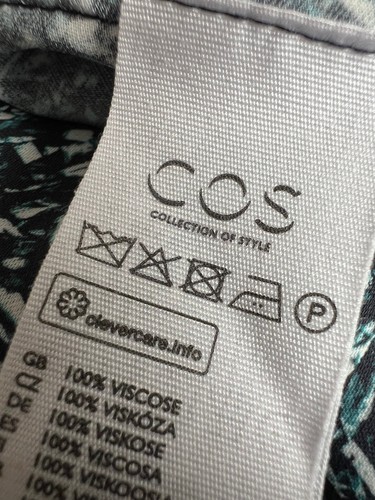 COS
COLLECTION OF STYLE
P
clevercare.info
GB 100% VISCOSE
CZ 100% VISKÓZA
DE 100% VISKOSE
ES 100% VISCOSA
100% VISKOOSI